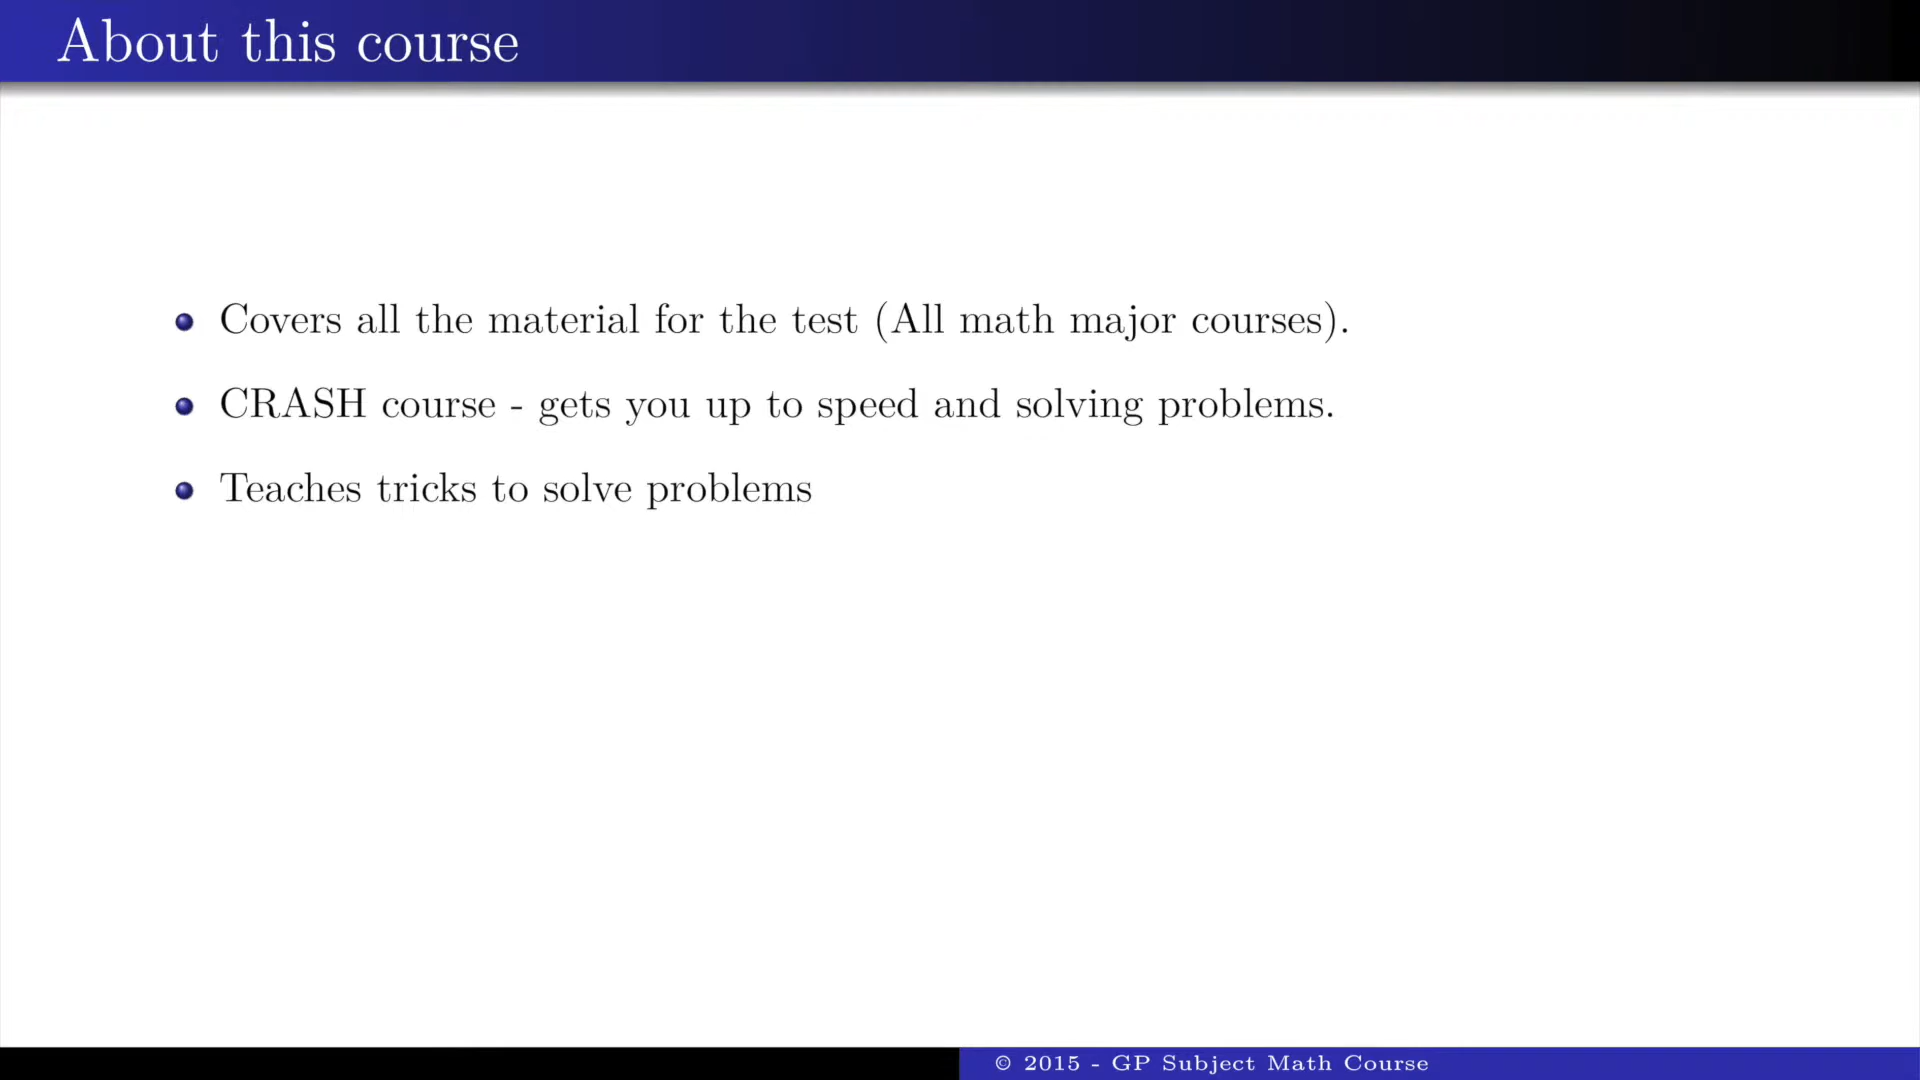 About this course
Covers all the material for the test (All math major courses).
CRASH course - gets you up to speed and solving problems.
Teaches tricks to solve problems
© 2015 - GP Subject Math Course